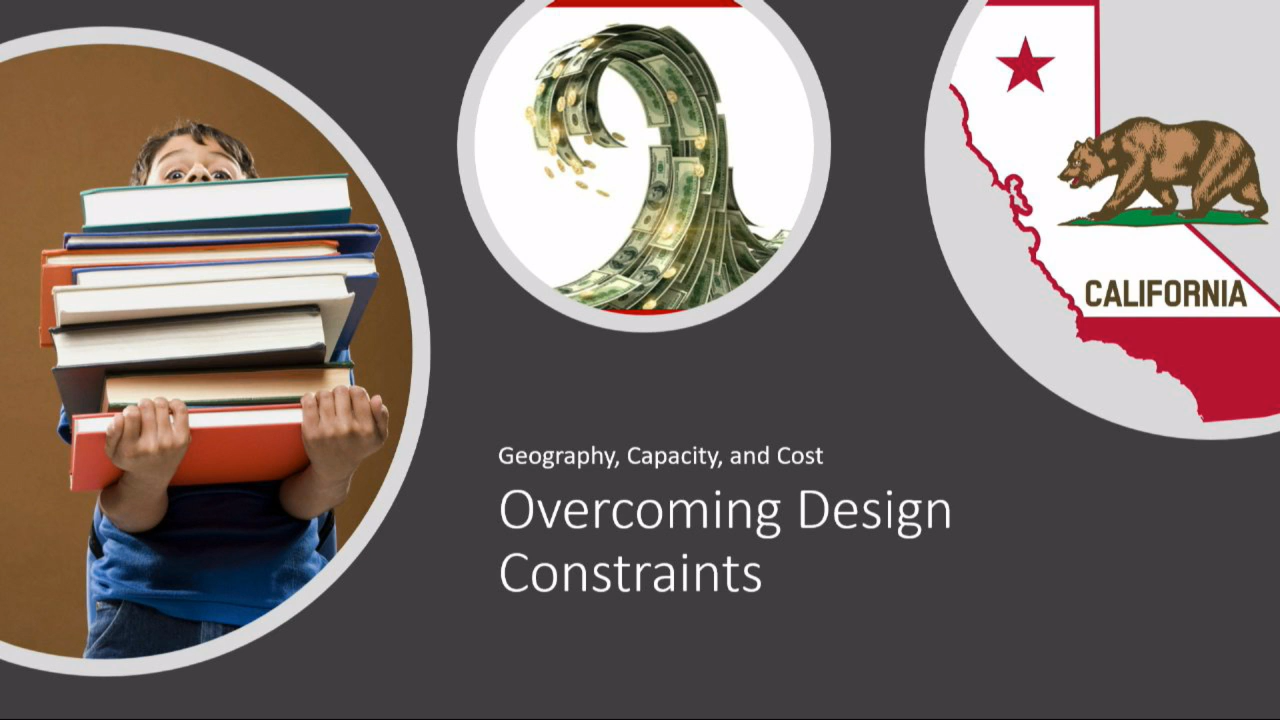 CALIFORNIA
Geography, Capacity, and Cost
Overcoming Design
Constraints